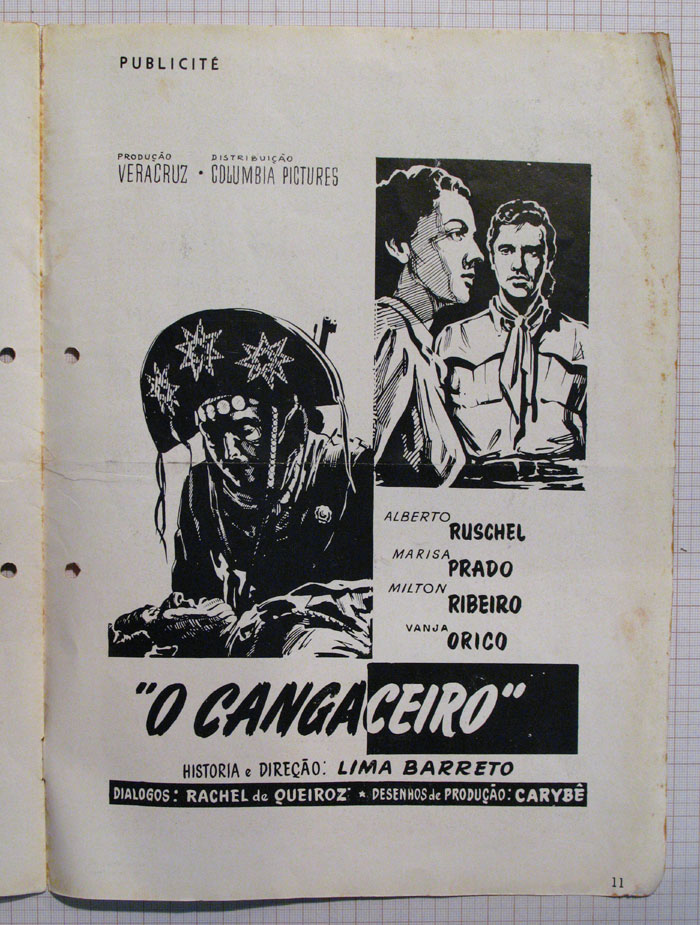 PUBLICITÉ
PRODUÇÃO DISTRIBUIÇÃO
VERACRUZ • COLUMBIA PICTURES
ALBERTO
RUSCHEL
MARISA
PRADO
MILTON
RIBEIRO
VANJA
ORICO
"O CANGACEIRO"
HISTORIA e DIREÇÃO: LIMA BARRETO
DIALOGOS: RACHEL de QUEIROZ ★ DESENHOS de PRODUÇÃO: CARYBÊ
11